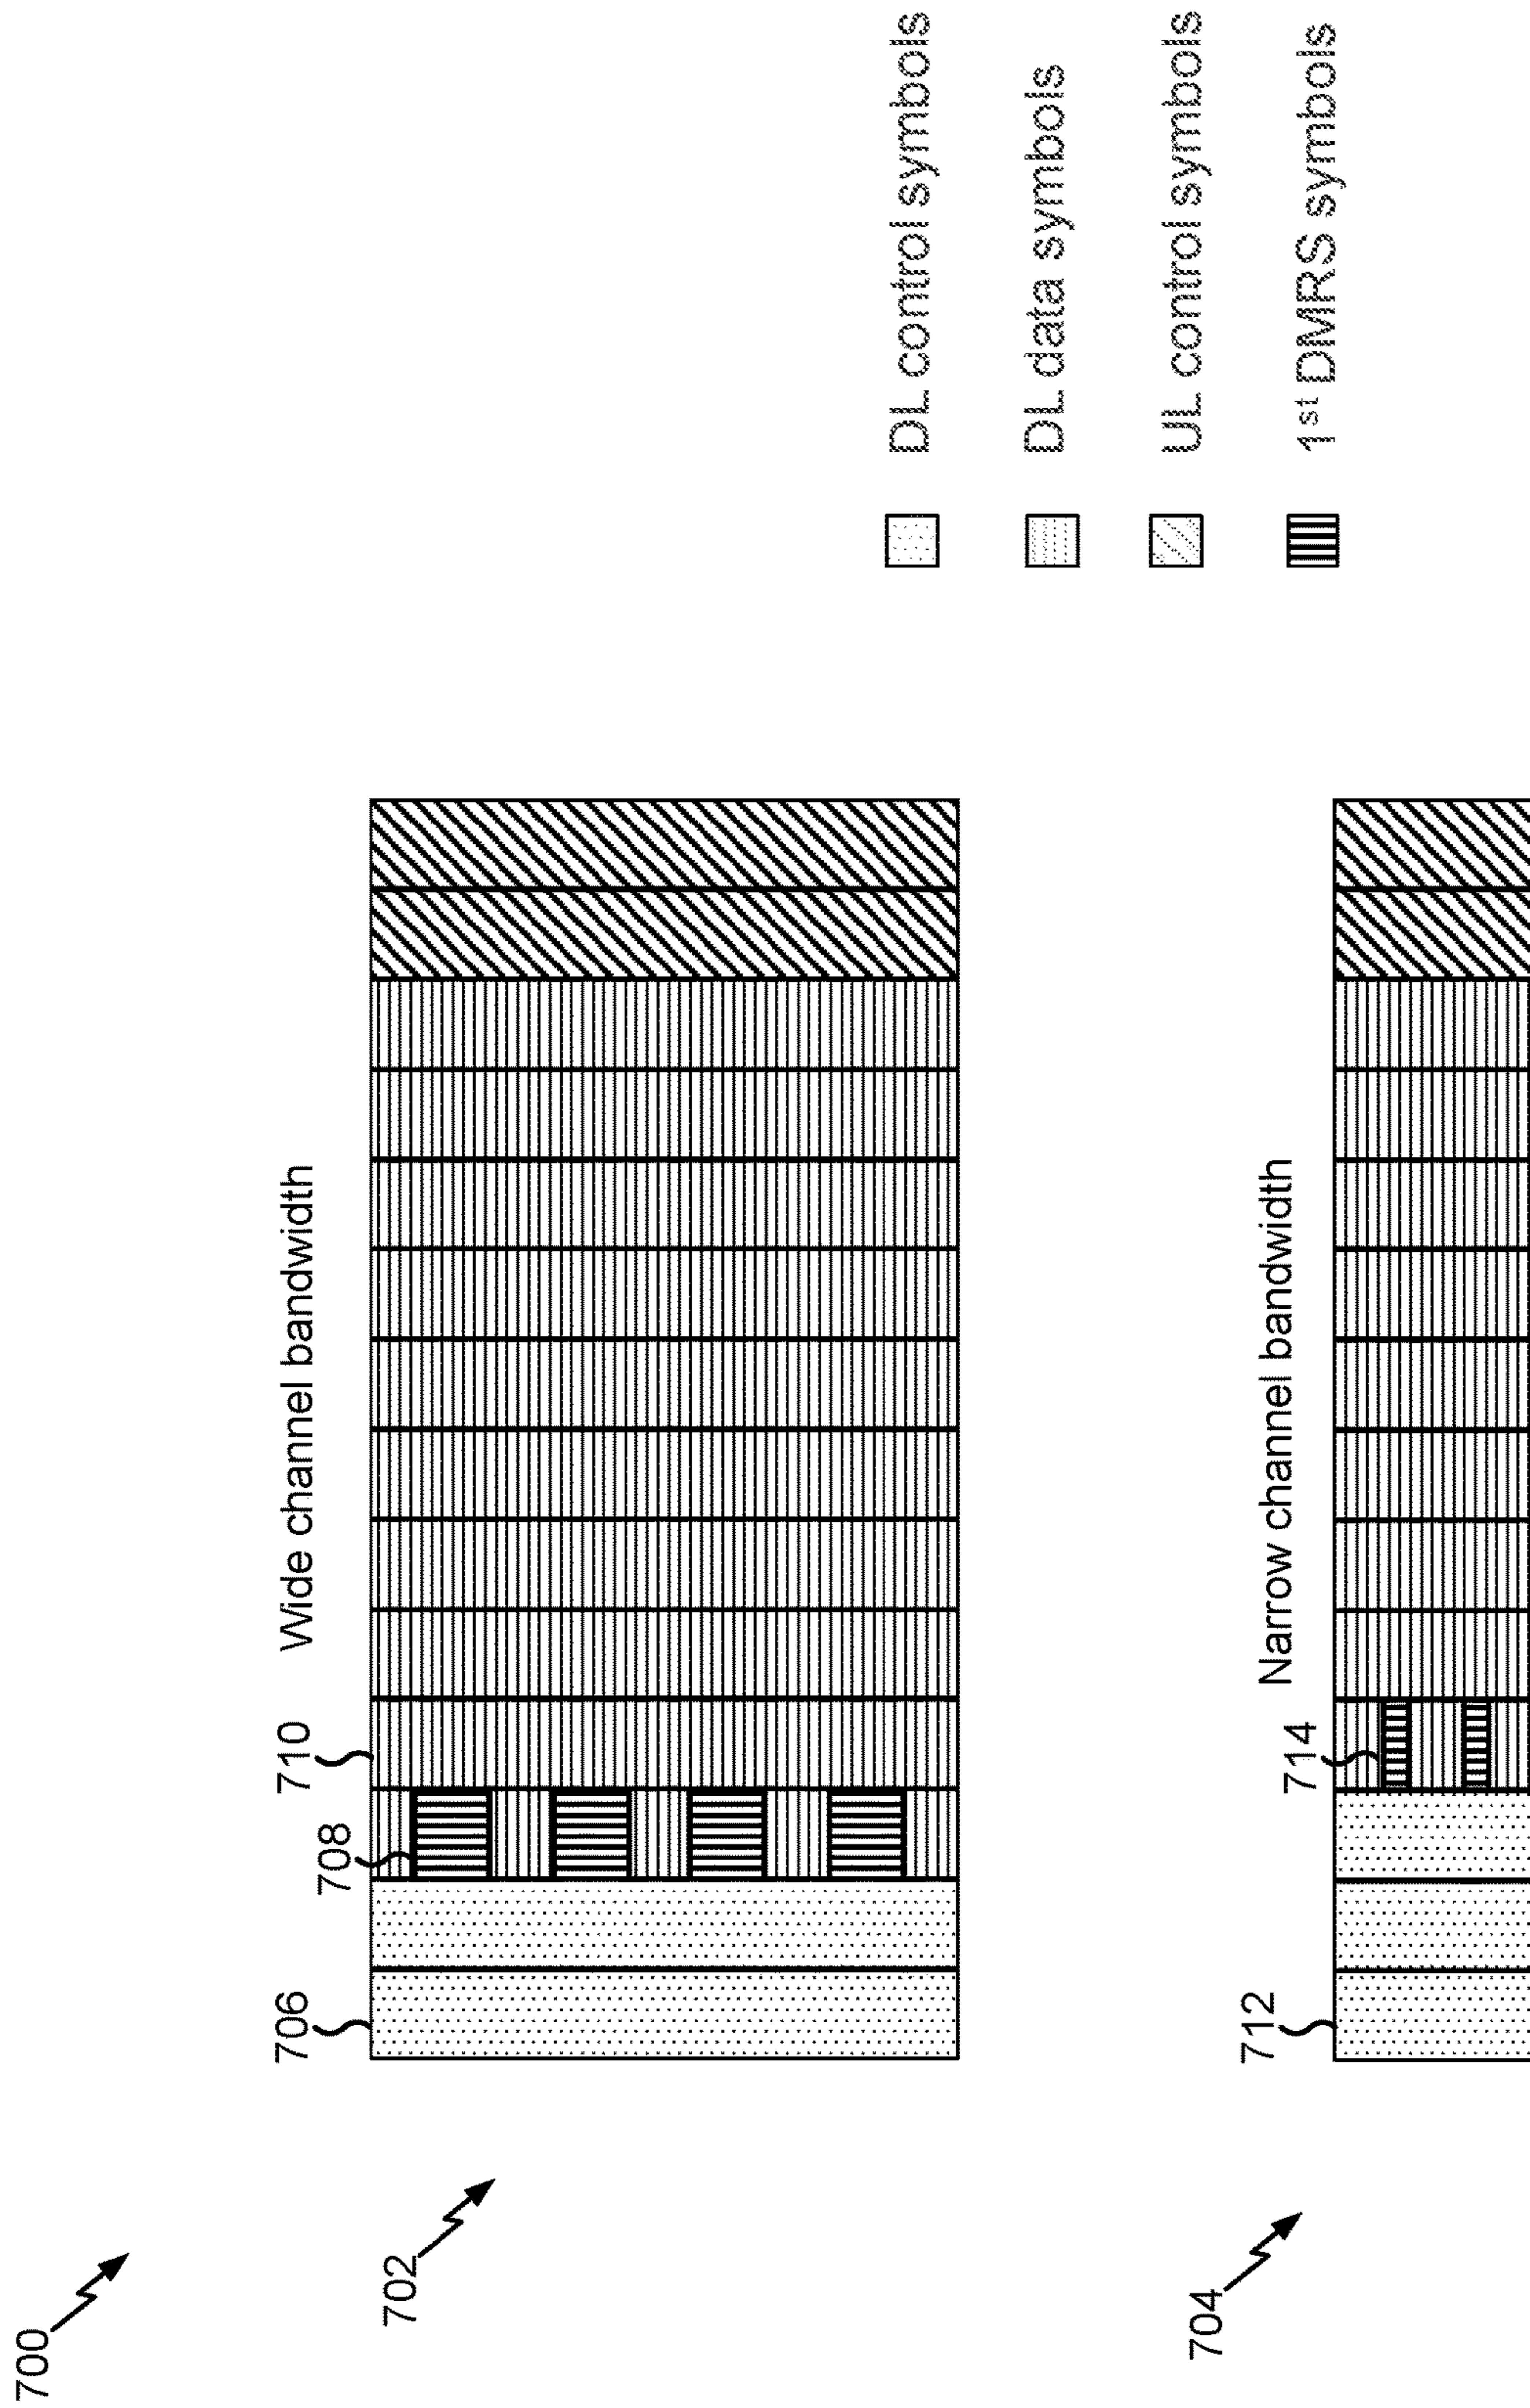 700
702
Wide channel bandwidth
706
708
710
DL control symbols
DL data symbols
UL control symbols
1st DMRS symbols
704
Narrow channel bandwidth
712
714